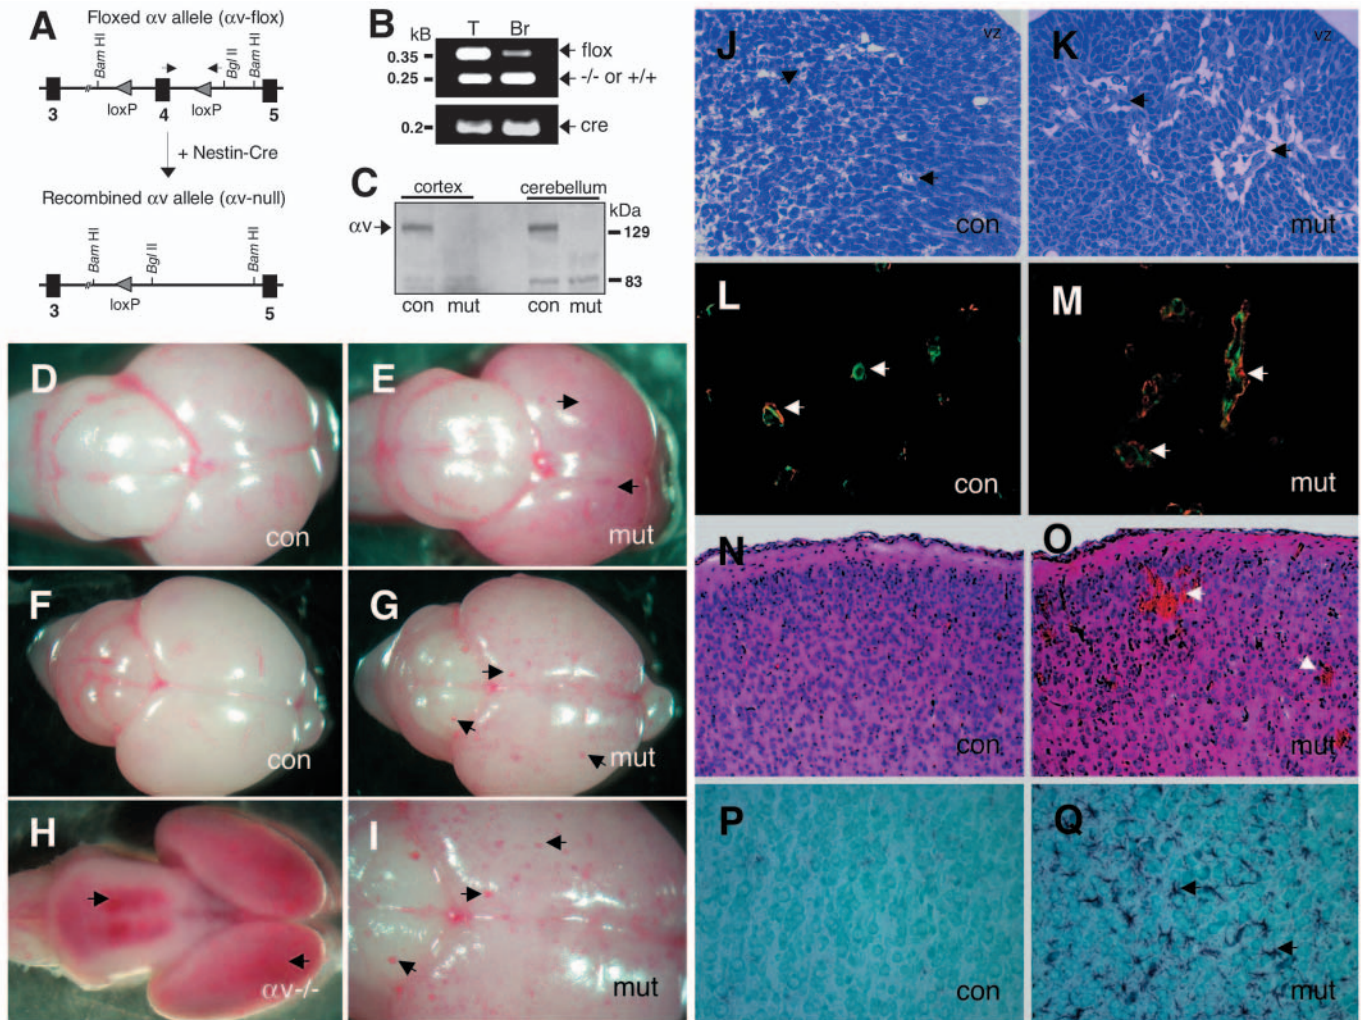 A
Floxed αv allele (αv-flox)
Bam HI
Bgl II
Bam HI
loxP
loxP
3
4
5
+ Nestin-Cre
Recombined αv allele (αv-null)
Bam HI
Bgl II
Bam HI
loxP
3
5
B
kB
T
Br
0.35
flox
0.25
-/- or +/+
0.2
cre
C
cortex
cerebellum
kDa
αv
129
83
con
mut
con
mut
D
con
E
mut
F
con
G
mut
H
αv-/-
I
mut
J
vz
con
K
vz
mut
L
con
M
mut
N
con
O
mut
P
con
Q
mut